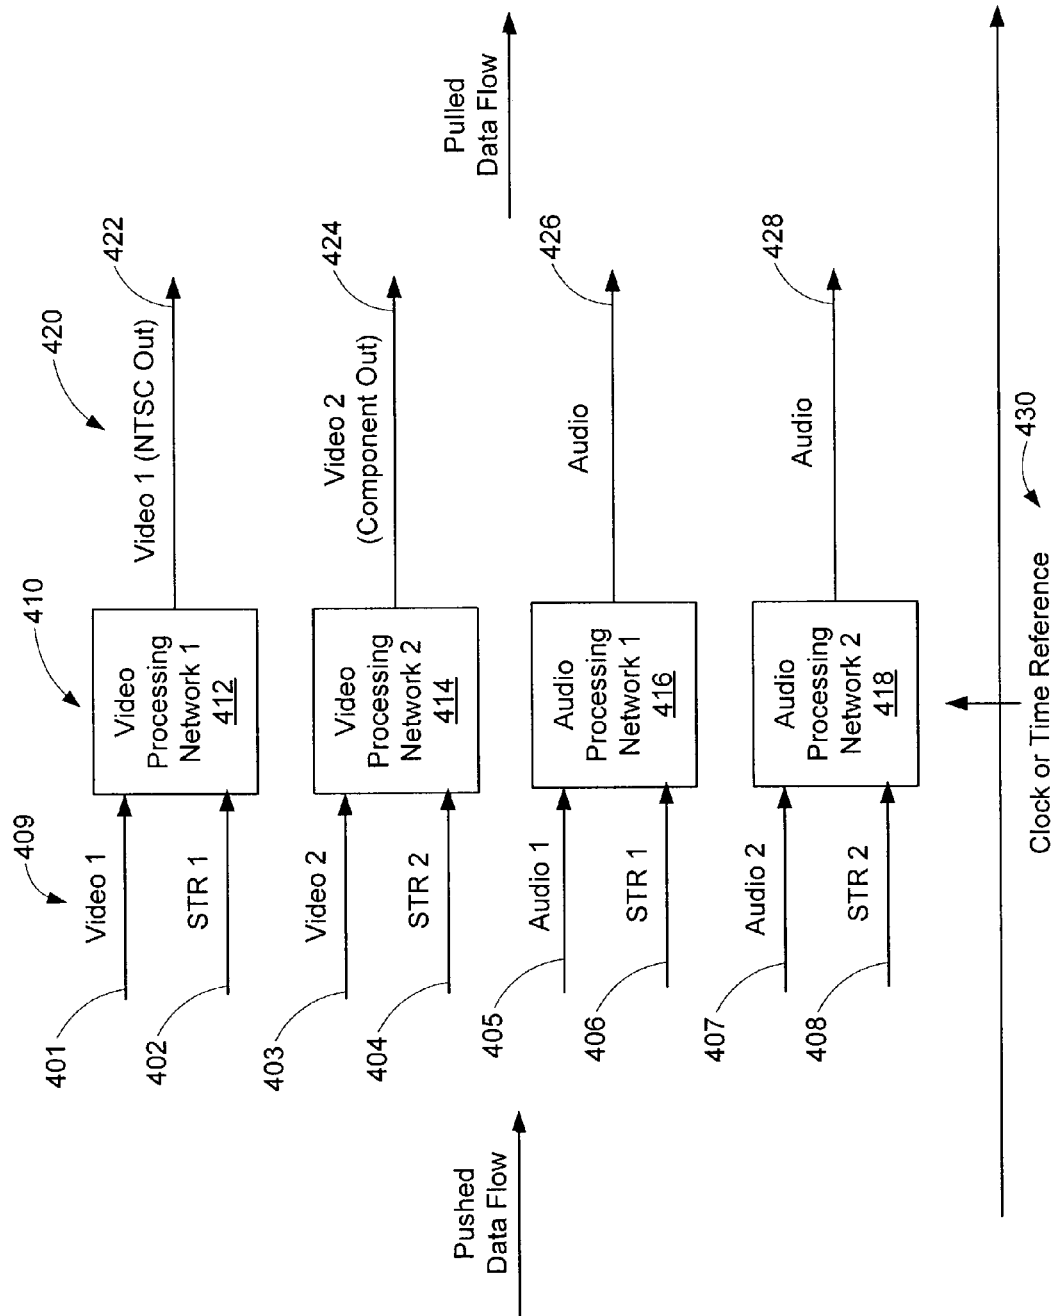 409
410
420
401
Video 1
402
STR 1
Video
Processing
Network 1
412
Video 1 (NTSC Out)
422
403
Video 2
404
STR 2
Video
Processing
Network 2
414
Video 2
(Component Out)
424
Pushed
Data Flow
Pulled
Data Flow
405
Audio 1
406
STR 1
Audio
Processing
Network 1
416
Audio
426
407
Audio 2
408
STR 2
Audio
Processing
Network 2
418
Audio
428
Clock or Time Reference
430